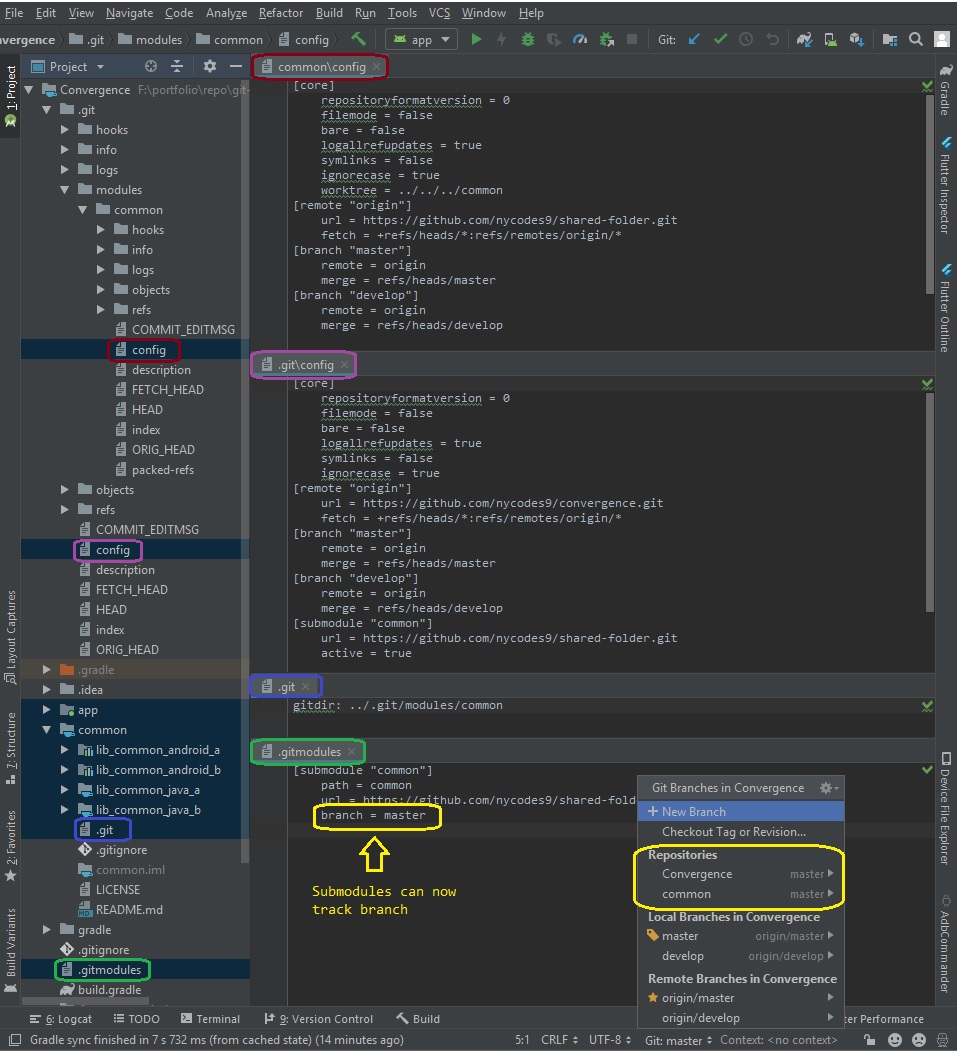 File Edit View Navigate Code Analyze Refactor Build Run Tools VCS Window Help
nvergence .git modules common config app Git:
1: Project
Layout Captures
7: Structure
2: Favorites
Build Variants
Project
Convergence F:\portfolio\repo\git-
.git
hooks
info
logs
modules
common
hooks
info
logs
objects
refs
COMMIT_EDITMSG
config
description
FETCH_HEAD
HEAD
index
ORIG_HEAD
packed-refs
objects
refs
COMMIT_EDITMSG
config
description
FETCH_HEAD
HEAD
index
ORIG_HEAD
.gradle
.idea
app
common
lib_common_android_a
lib_common_android_b
lib_common_java_a
lib_common_java_b
.git
.gitignore
common.iml
LICENSE
README.md
gradle
.gitignore
.gitmodules
build.gradle
common\config
[core]
repositoryformatversion = 0
filemode = false
bare = false
logallrefupdates = true
symlinks = false
ignorecase = true
worktree = ../../../common
[remote "origin"]
url = https://github.com/nycodes9/shared-folder.git
fetch = +refs/heads/*:refs/remotes/origin/*
[branch "master"]
remote = origin
merge = refs/heads/master
[branch "develop"]
remote = origin
merge = refs/heads/develop
.git\config
[core]
repositoryformatversion = 0
filemode = false
bare = false
logallrefupdates = true
symlinks = false
ignorecase = true
[remote "origin"]
url = https://github.com/nycodes9/convergence.git
fetch = +refs/heads/*:refs/remotes/origin/*
[branch "master"]
remote = origin
merge = refs/heads/master
[branch "develop"]
remote = origin
merge = refs/heads/develop
[submodule "common"]
url = https://github.com/nycodes9/shared-folder.git
active = true
.git
gitdir: ../.git/modules/common
.gitmodules
[submodule "common"]
path = common
url = https://github.com/nycodes9/shared-fold
branch = master
Submodules can now
track branch
Git Branches in Convergence
New Branch
Checkout Tag or Revision...
Repositories
Convergence master
common master
Local Branches in Convergence
master origin/master
develop origin/develop
Remote Branches in Convergence
origin/master
origin/develop
Gradle
Flutter Inspector
Flutter Outline
Device File Explorer
AdbCommander
6: Logcat TODO Terminal 9: Version Control Build ter Performance
Gradle sync finished in 7 s 732 ms (from cached state) (14 minutes ago) 5:1 CRLF UTF-8 Git: master Context: <no context>